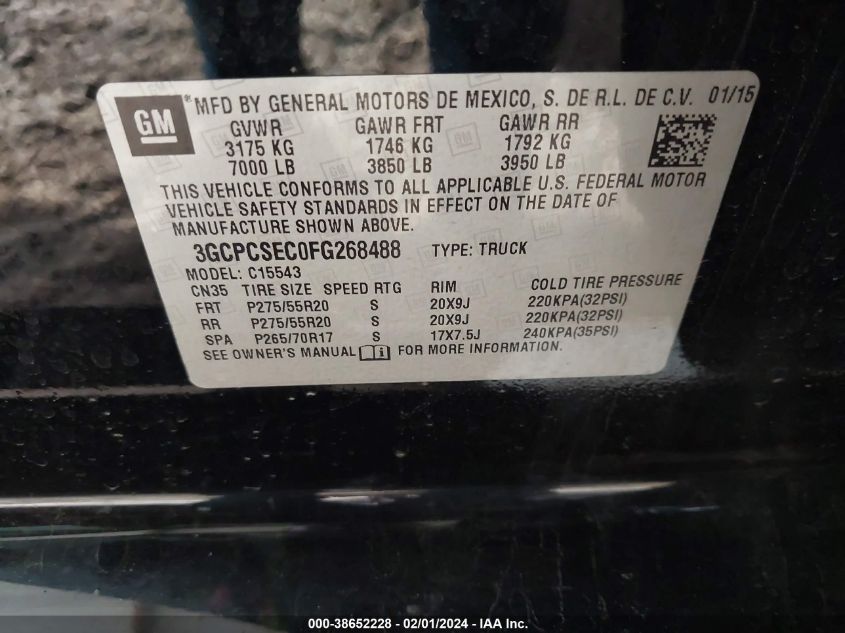 GM ® MFD BY GENERAL MOTORS DE MEXICO, S. DE R.L. DE C.V. 01/15
GVWR GAWR FRT GAWR RR
3175 KG 1746 KG 1792 KG
7000 LB 3850 LB 3950 LB
THIS VEHICLE CONFORMS TO ALL APPLICABLE U.S. FEDERAL MOTOR
VEHICLE SAFETY STANDARDS IN EFFECT ON THE DATE OF
MANUFACTURE SHOWN ABOVE.
3GCPCSEC0FG268488 TYPE: TRUCK
MODEL: C15543
CN35 TIRE SIZE SPEED RTG RIM COLD TIRE PRESSURE
FRT P275/55R20 S 20X9J 220KPA(32PSI)
RR P275/55R20 S 20X9J 220KPA(32PSI)
SPA P265/70R17 S 17X7.5J 240KPA(35PSI)
SEE OWNER'S MANUAL i FOR MORE INFORMATION.
000-38652228 - 02/01/2024 - IAA Holdings, LLC.